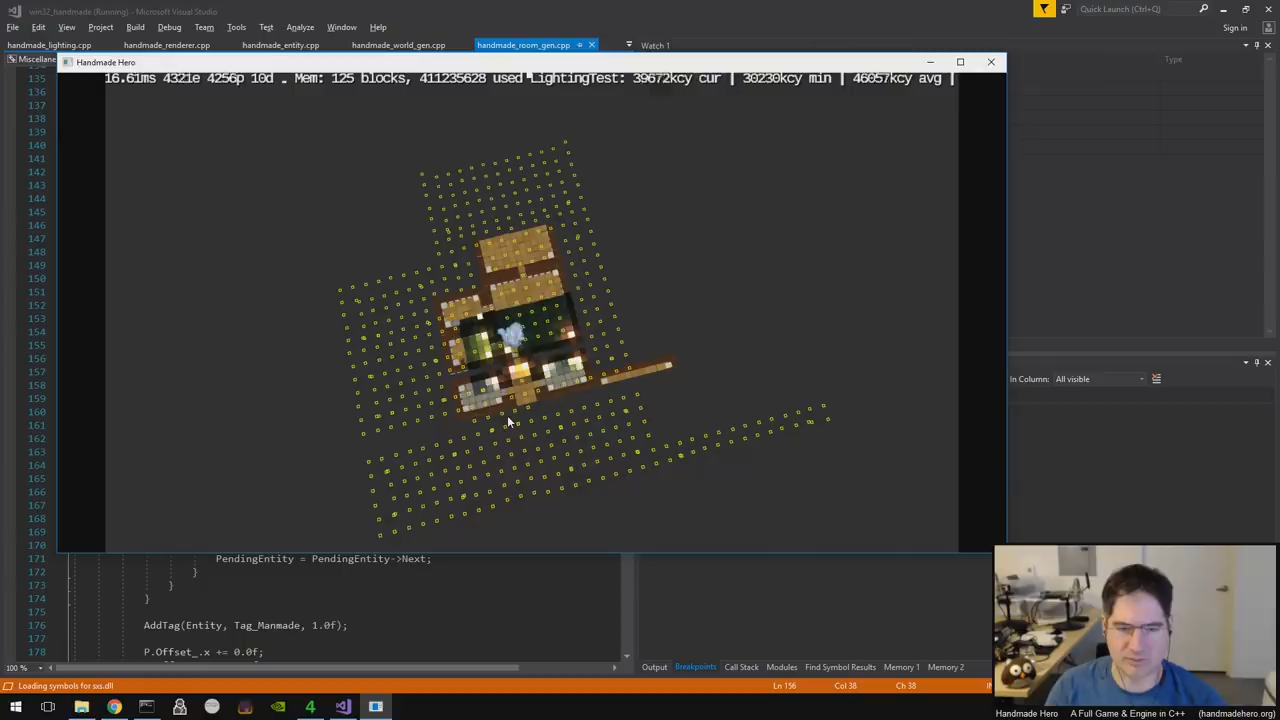 win32_handmade (Running) - Microsoft Visual Studio
Quick Launch (Ctrl+Q)
File Edit View Project Build Debug Team Tools Test Analyze Window Help
Sign in
handmade_lighting.cpp handmade_renderer.cpp handmade_entity.cpp handmade_world_gen.cpp handmade_room_gen.cpp Watch 1
Miscellane
Handmade Hero
Type
16.61ms 4321e 4256p 10d
Mem: 125 blocks, 411235628 used LightingTest: 39672kcy cur | 30230kcy min | 46057kcy avg |
135
136
137
138
139
140
141
142
143
144
145
146
147
148
149
150
151
152
153
154
155
156
157
158
159
160
161
162
163
164
165
166
167
168
169
170
In Column: All visible
171 PendingEntity = PendingEntity->Next;
172 }
173 }
174 }
175
176 AddTag(Entity, Tag_Manmade, 1.0f);
177
178 P.Offset_.x += 0.0f;
100 %
Output Breakpoints Call Stack Modules Find Symbol Results Memory 1 Memory 2
Loading symbols for sxs.dll
Ln 156 Col 38 Ch 38
Handmade Hero A Full Game & Engine in C++ (handmadehero.org)